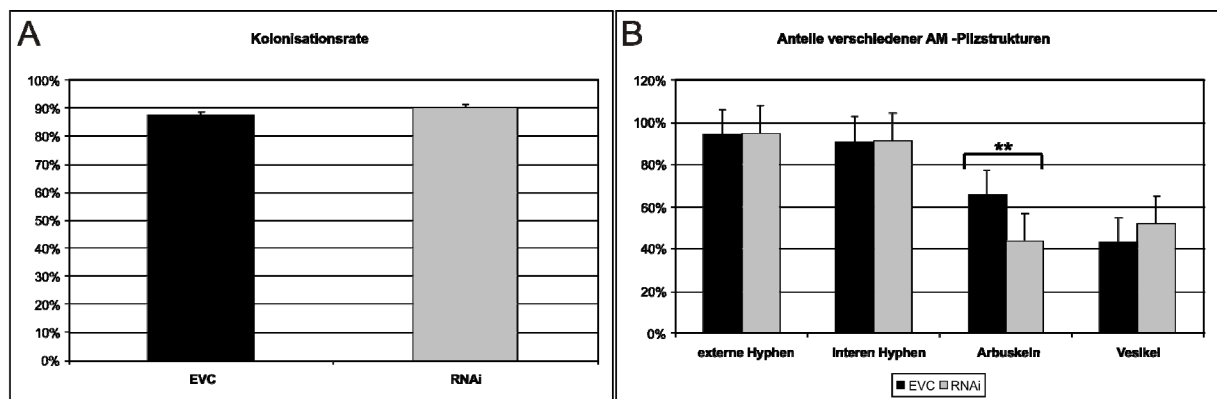 A
Kolonisationsrate
100%
90%
80%
70%
60%
50%
40%
30%
20%
10%
0%
EVC RNAi
B
Anteile verschiedener AM -Pilzstrukturen
120%
100%
80%
60%
40%
20%
0%
**
externe Hyphen interen Hyphen Arbuskeln Vesikel
EVC RNAi